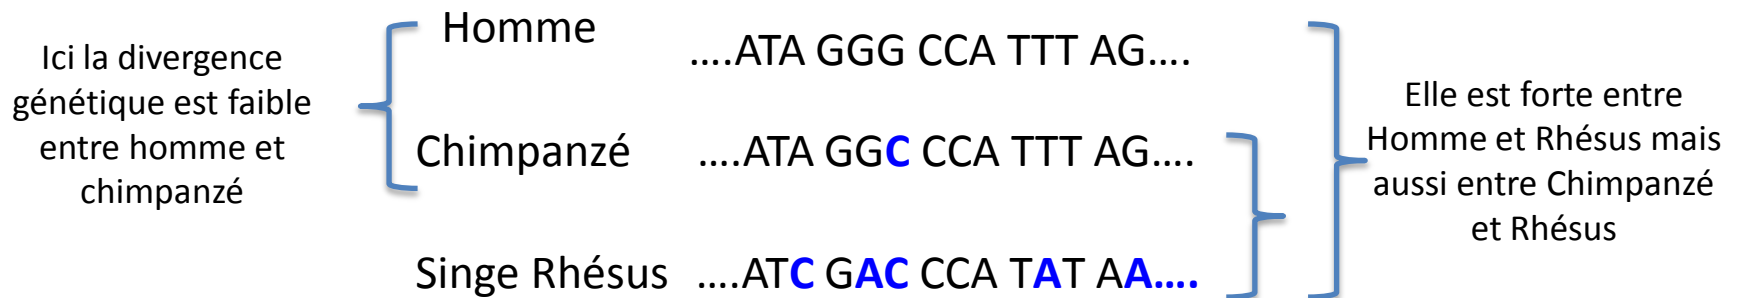 Ici la divergence
génétique est faible
entre homme et
chimpanzé
Homme ....ATA GGG CCA TTT AG....
Chimpanzé ....ATA GGC CCA TTT AG....
Singe Rhésus ....ATC GAC CCA TAT AA....
Elle est forte entre
Homme et Rhésus mais
aussi entre Chimpanzé
et Rhésus